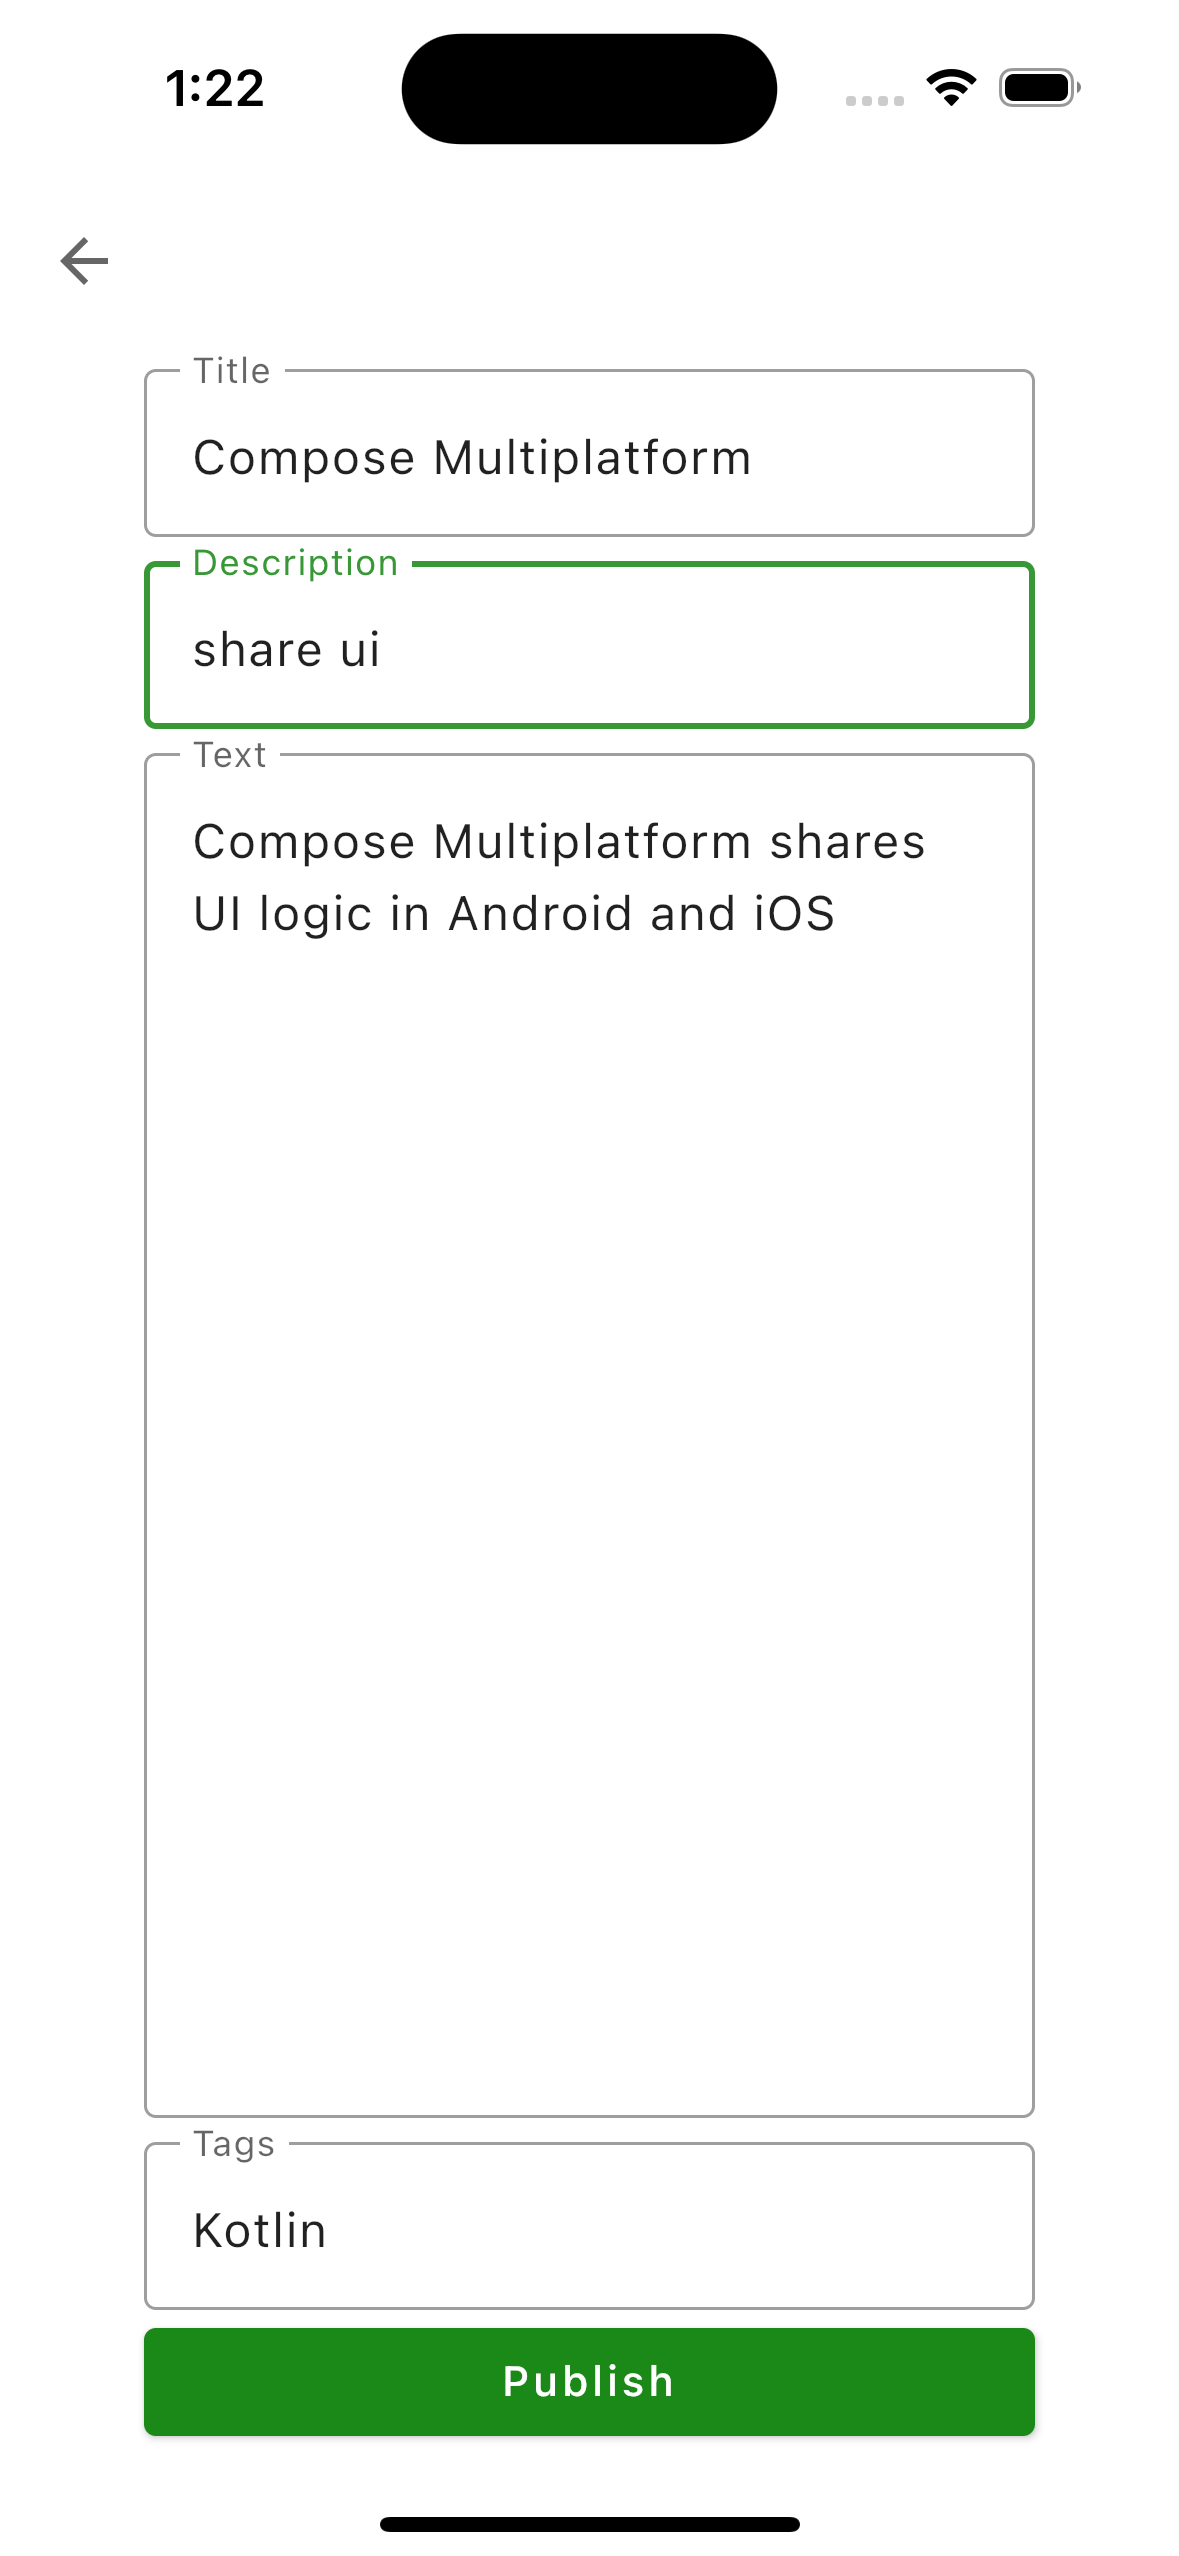 1:22
Title
Compose Multiplatform
Description
share ui
Text
Compose Multiplatform shares
UI logic in Android and iOS
Tags
Kotlin
Publish